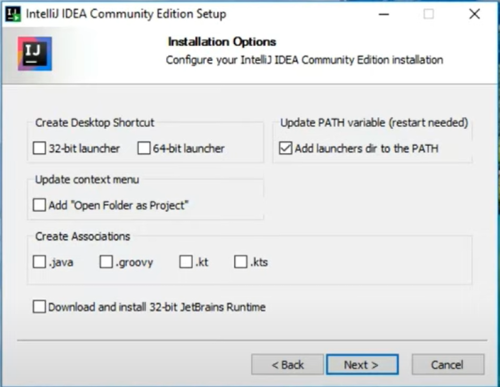 IntelliJ IDEA Community Edition Setup
IJ
Installation Options
Configure your IntelliJ IDEA Community Edition installation
Create Desktop Shortcut
32-bit launcher
64-bit launcher
Update PATH variable (restart needed)
Add launchers dir to the PATH
Update context menu
Add "Open Folder as Project"
Create Associations
.java
.groovy
.kt
.kts
Download and install 32-bit JetBrains Runtime
< Back
Next >
Cancel